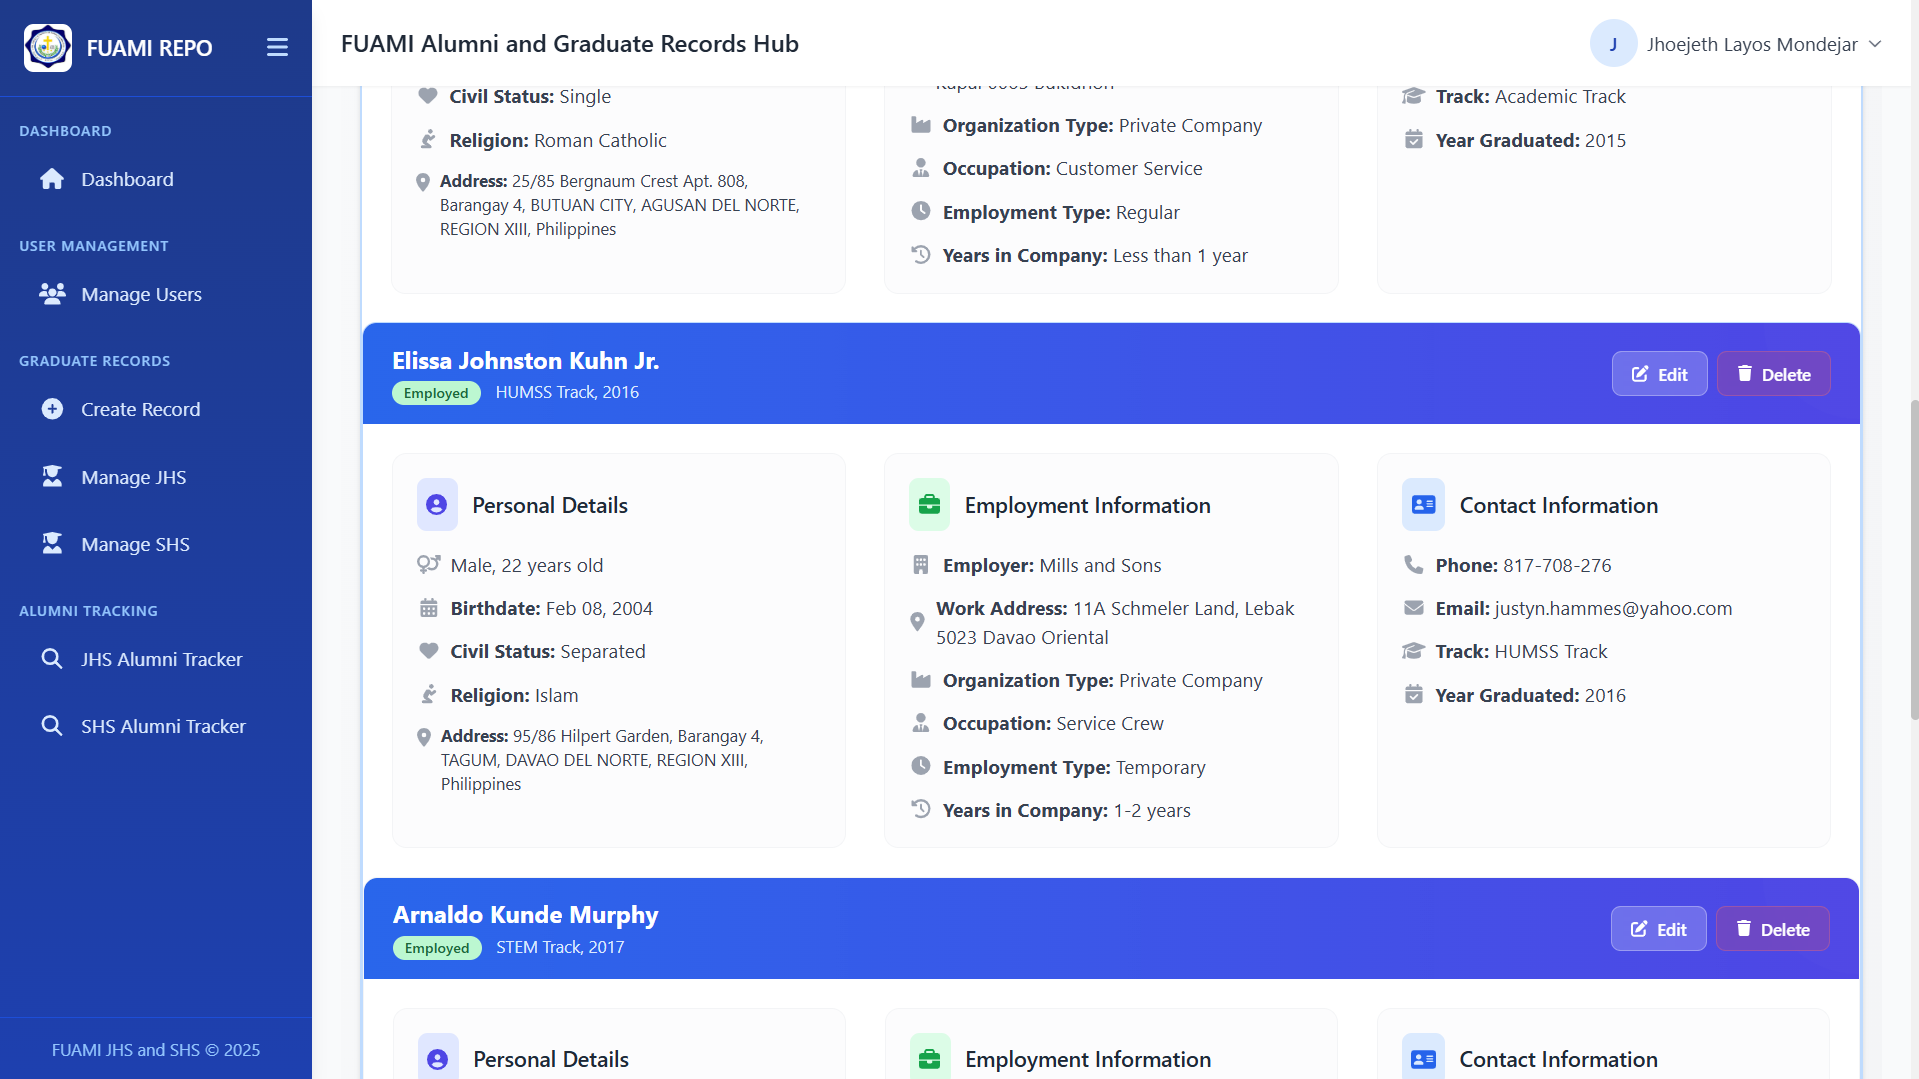 FUAMI REPO
DASHBOARD
Dashboard
USER MANAGEMENT
Manage Users
GRADUATE RECORDS
Create Record
Manage JHS
Manage SHS
ALUMNI TRACKING
JHS Alumni Tracker
SHS Alumni Tracker
FUAMI JHS and SHS © 2025
FUAMI Alumni and Graduate Records Hub
J
Jhoejeth Layos Mondejar
Civil Status: Single
Religion: Roman Catholic
Address: 25/85 Bergnaum Crest Apt. 808,
Barangay 4, BUTUAN CITY, AGUSAN DEL NORTE,
REGION XIII, Philippines
Organization Type: Private Company
Occupation: Customer Service
Employment Type: Regular
Years in Company: Less than 1 year
Track: Academic Track
Year Graduated: 2015
Elissa Johnston Kuhn Jr.
Employed HUMSS Track, 2016
Edit
Delete
Personal Details
Male, 22 years old
Birthdate: Feb 08, 2004
Civil Status: Separated
Religion: Islam
Address: 95/86 Hilpert Garden, Barangay 4,
TAGUM, DAVAO DEL NORTE, REGION XIII,
Philippines
Employment Information
Employer: Mills and Sons
Work Address: 11A Schmeler Land, Lebak
5023 Davao Oriental
Organization Type: Private Company
Occupation: Service Crew
Employment Type: Temporary
Years in Company: 1-2 years
Contact Information
Phone: 817-708-276
Email: justyn.hammes@yahoo.com
Track: HUMSS Track
Year Graduated: 2016
Arnaldo Kunde Murphy
Employed STEM Track, 2017
Edit
Delete
Personal Details
Employment Information
Contact Information